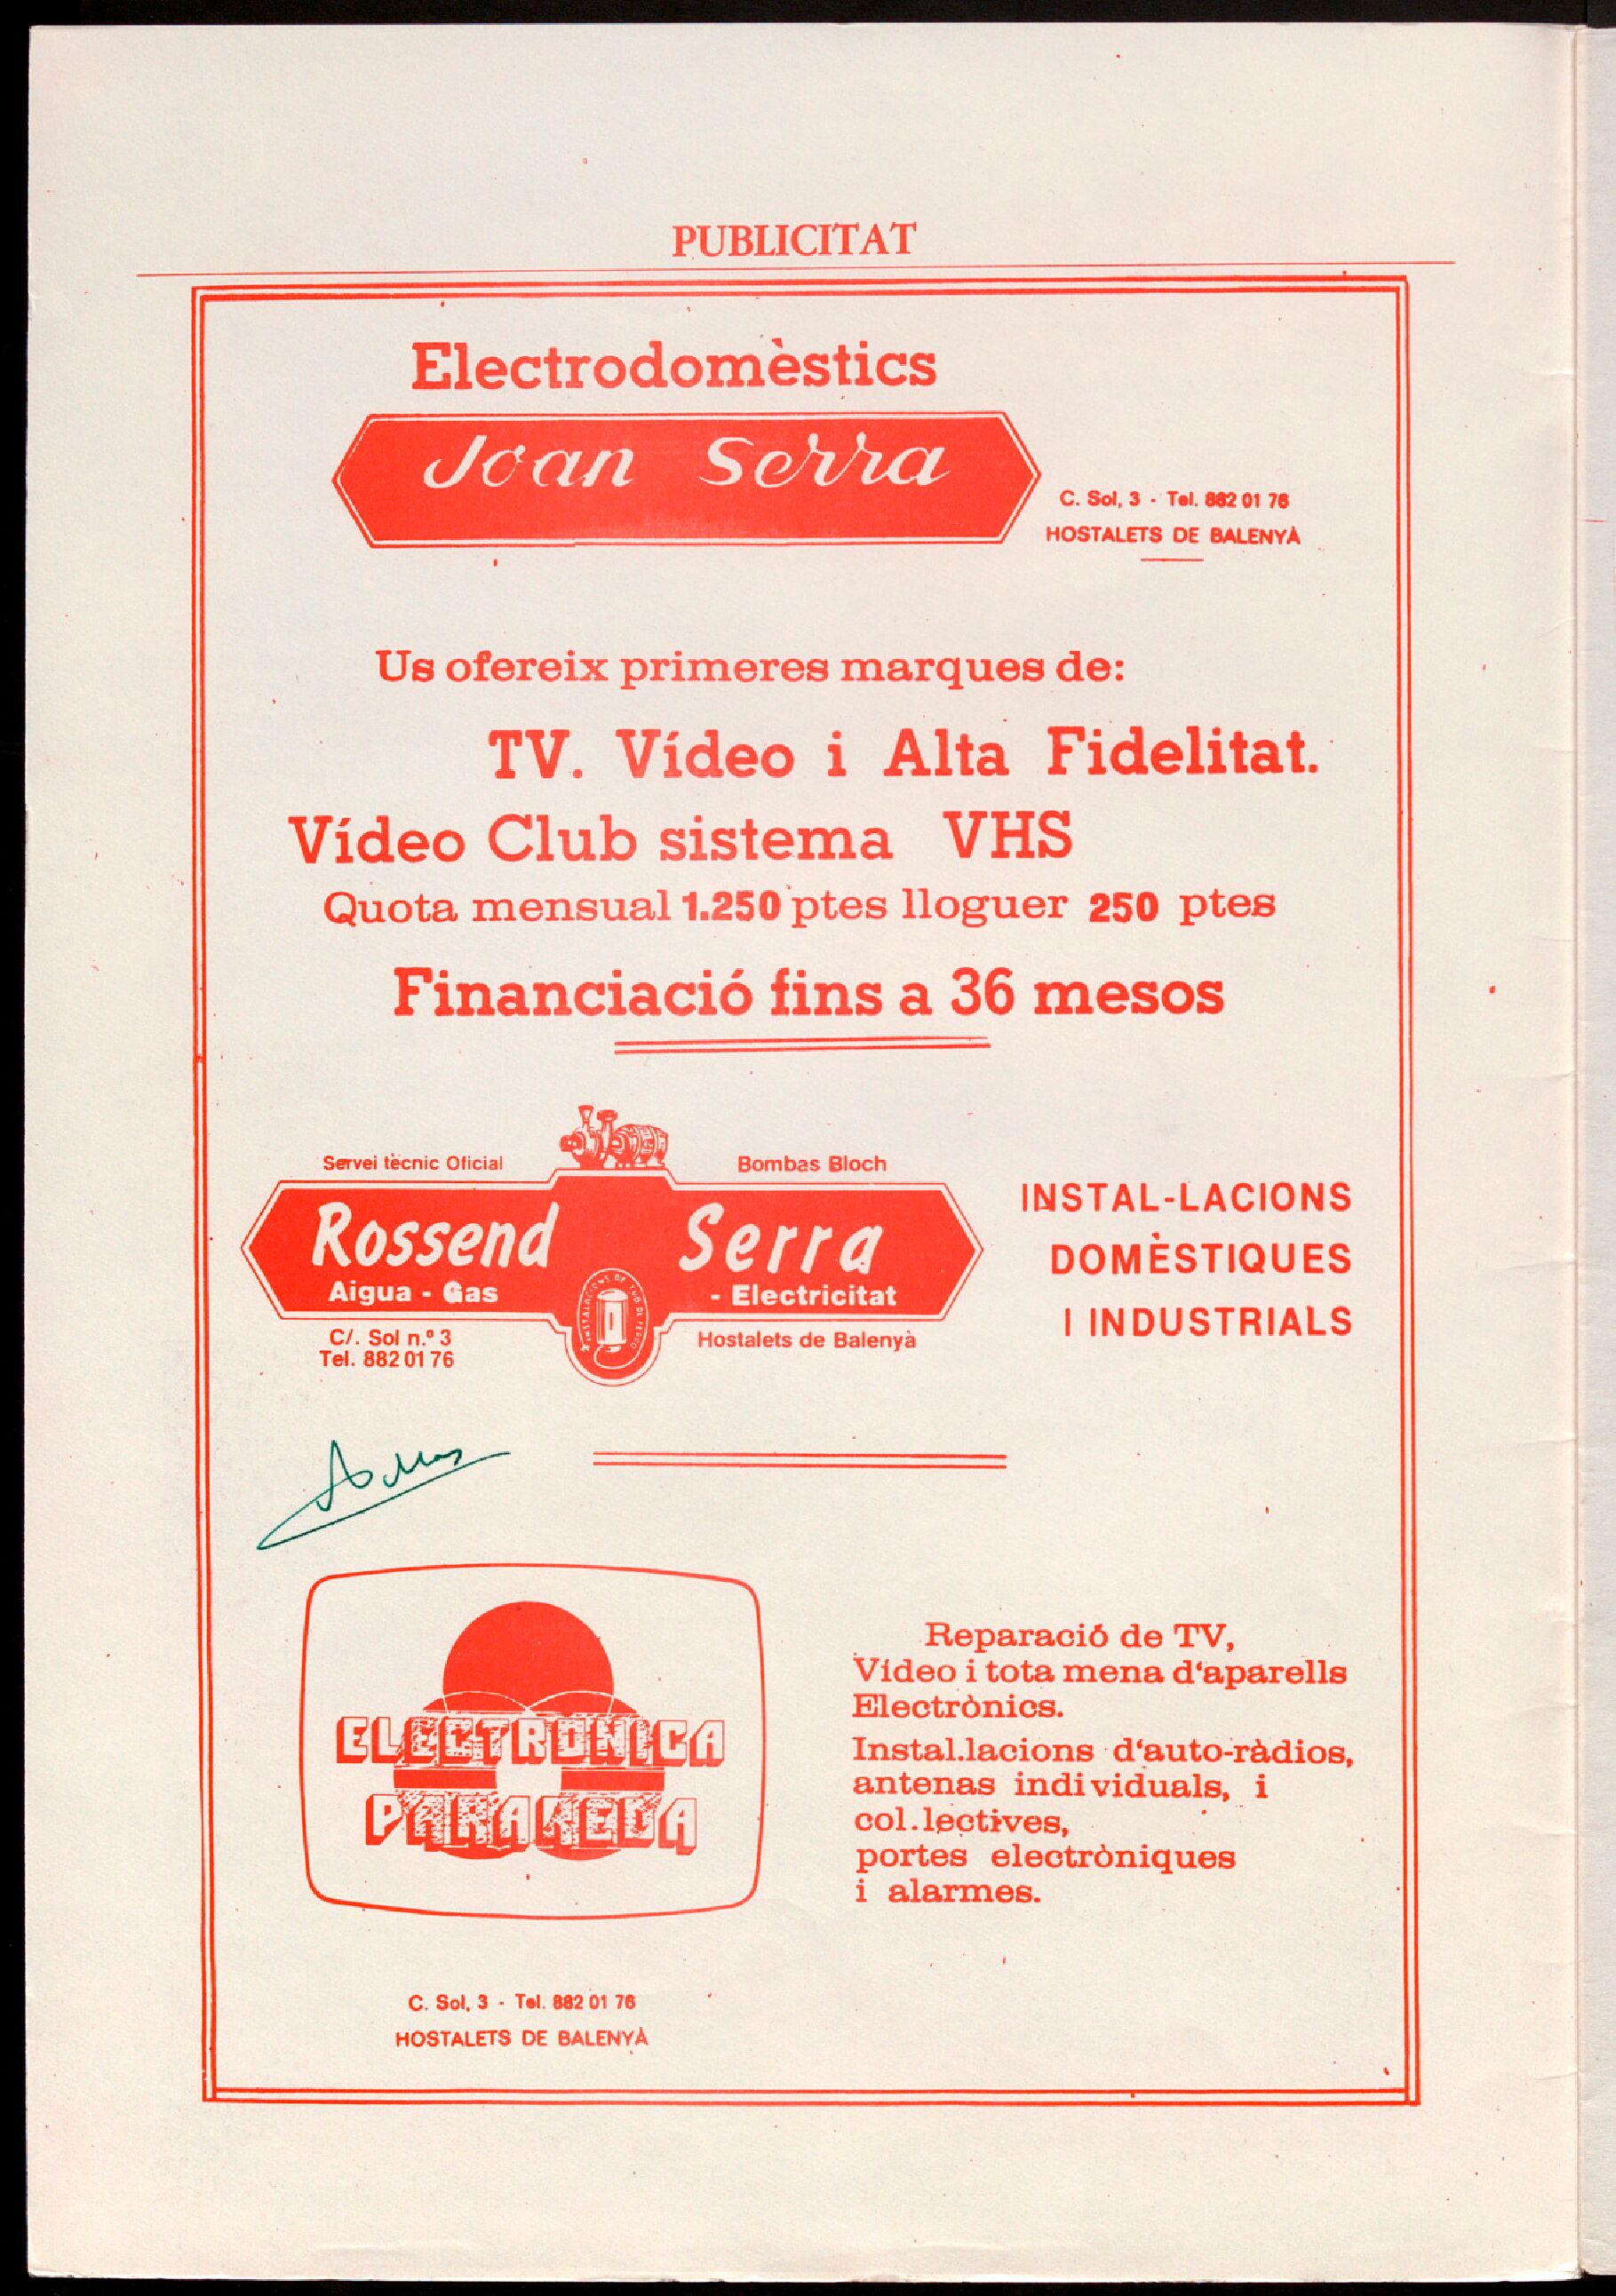 PUBLICITAT
Electrodomèstics
Joan Serra
C. Sol, 3 - Tel. 882 01 76
HOSTALETS DE BALENYÀ
Us ofereix primeres marques de:
TV. Vídeo i Alta Fidelitat.
Vídeo Club sistema VHS
Quota mensual 1.250 ptes lloguer 250 ptes
Financiació fins a 36 mesos
Servei tècnic Oficial
Bombas Bloch
Rossend Serra
Aigua - Gas - Electricitat
C/. Sol n.º 3
Tel. 882 01 76
Hostalets de Balenyà
INSTAL-LACIONS
DOMÈSTIQUES
I INDUSTRIALS
ELECTRONICA
PARAREDA
Reparació de TV,
Vídeo i tota mena d'aparells
Electrònics.
Instal.lacions d'auto-ràdios,
antenas individuals, i
col.lectives,
portes electròniques
i alarmes.
C. Sol, 3 - Tel. 882 01 76
HOSTALETS DE BALENYÀ